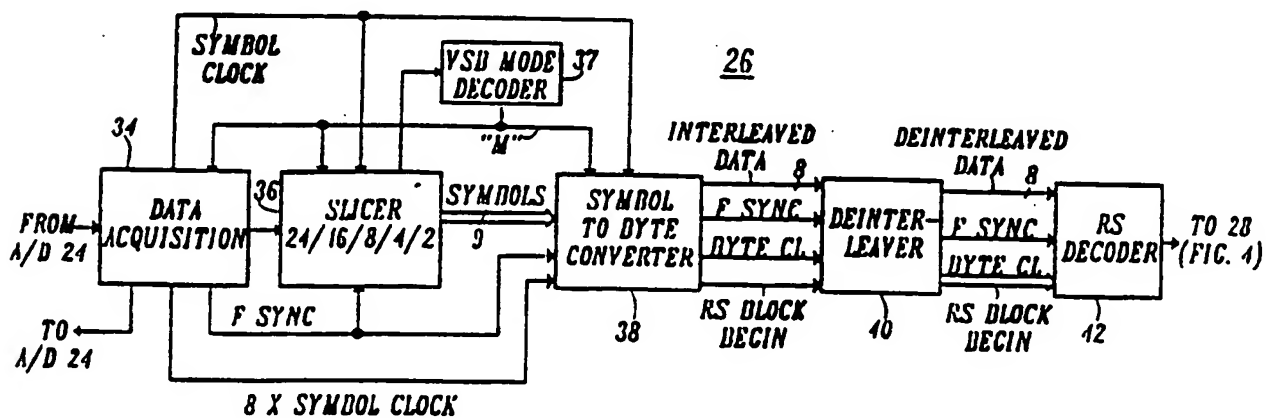 SYMBOL
CLOCK
VSB MODE
DECODER
37
26
"M"
34
FROM
A/D 24
DATA
ACQUISITION
36
SLICER
24/16/8/4/2
SYMBOLS
9
SYMBOL
TO BYTE
CONVERTER
38
INTERLEAVED
DATA
8
F SYNC
BYTE CL
RS BLOCK
BEGIN
DEINTER-
LEAVER
40
DEINTERLEAVED
DATA
8
F SYNC
BYTE CL
RS BLOCK
BEGIN
RS
DECODER
42
TO 28
(FIG. 4)
TO
A/D 24
F SYNC
8 X SYMBOL CLOCK